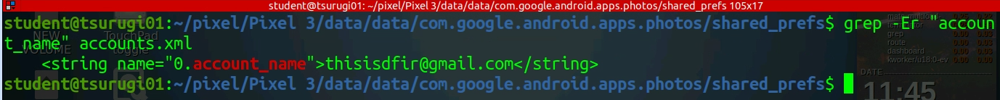 student@tsurugi01: ~/pixel/Pixel 3/data/data/com.google.android.apps.photos/shared_prefs 105x17
student@tsurugi01:~/pixel/Pixel 3/data/data/com.google.android.apps.photos/shared_prefs$ grep -Er "accoun
t_name" accounts.xml
<string name="0.account_name">thisisdfir@gmail.com</string>
student@tsurugi01:~/pixel/Pixel 3/data/data/com.google.android.apps.photos/shared_prefs$
NEW
VOLUME
TouchPad
toggle
grep
route
dashboard
kworker/u18:0-ev
DATE
11:45